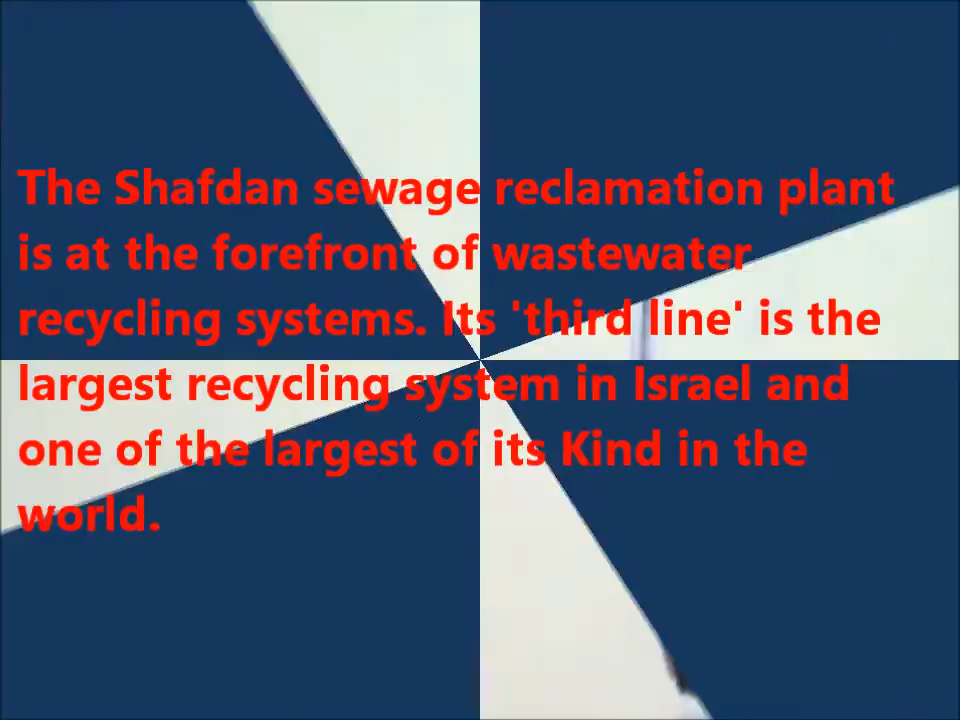 The Shafdan sewage reclamation plant
is at the forefront of wastewater
recycling systems. Its 'third line' is the
largest recycling system in Israel and
one of the largest of its Kind in the
world.